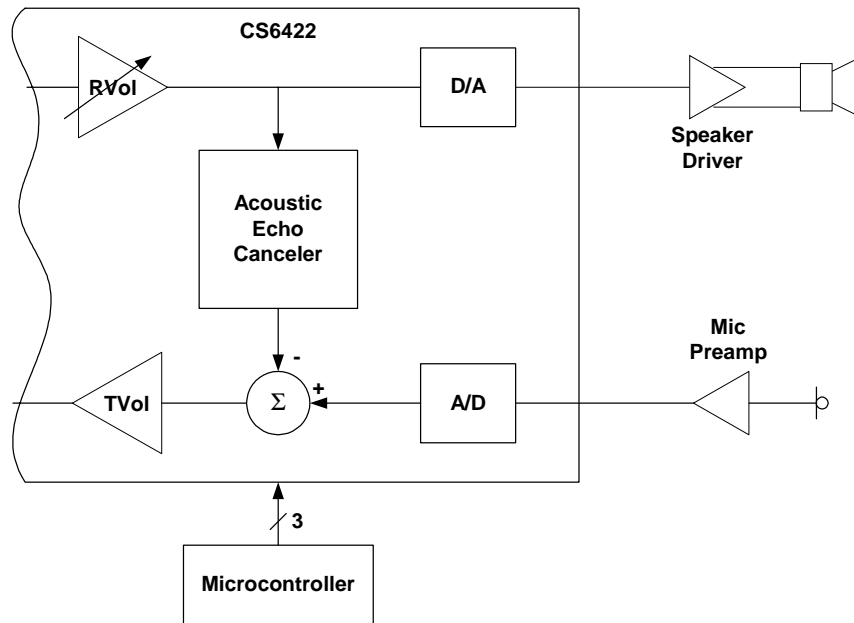 CS6422
RVol
D/A
Speaker
Driver
Acoustic
Echo
Canceler
Mic
Preamp
-
+
TVol
Σ
A/D
3
Microcontroller